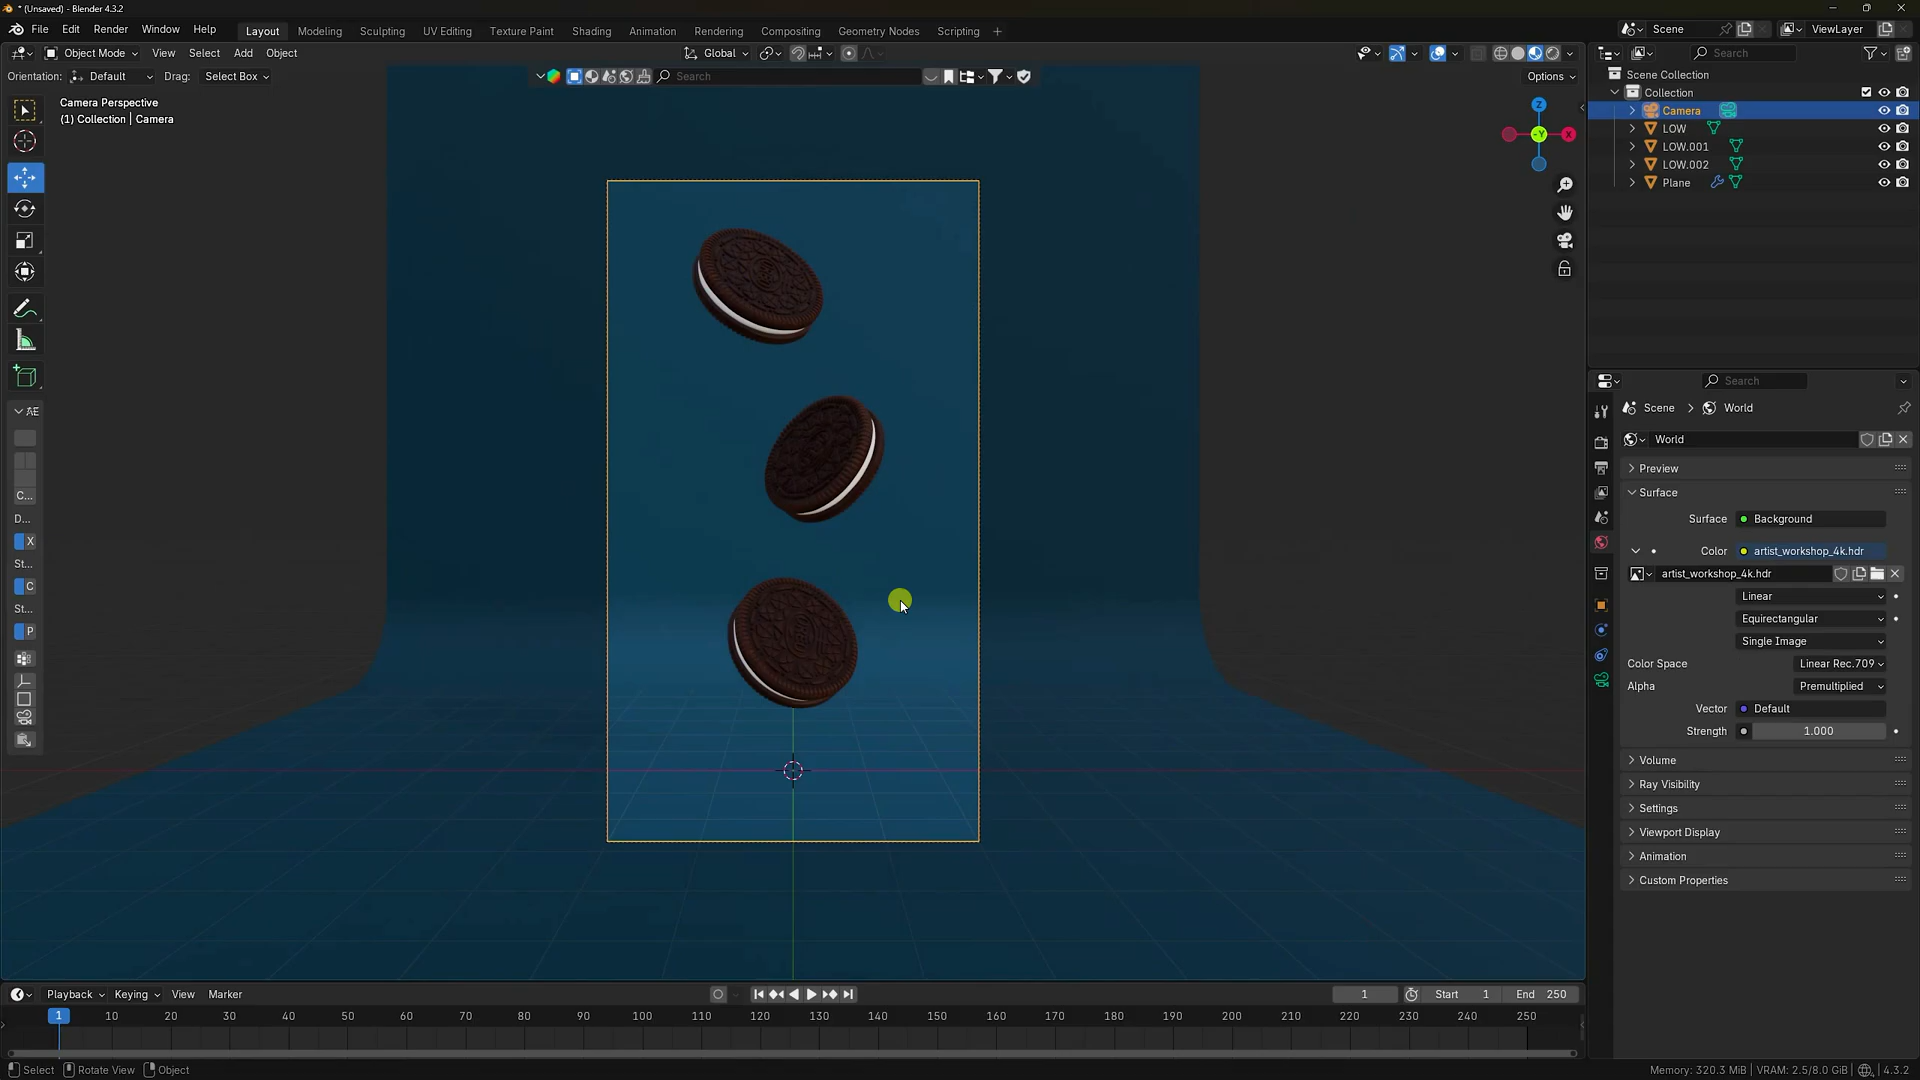 * (Unsaved) - Blender 4.3.2
File Edit Render Window Help Layout Modeling Sculpting UV Editing Texture Paint Shading Animation Rendering Compositing Geometry Nodes Scripting + Scene ViewLayer
Object Mode View Select Add Object Global Search
Orientation: Default Drag: Select Box Search Options
Scene Collection
Collection
Camera
LOW
LOW.001
LOW.002
Plane
Camera Perspective
(1) Collection | Camera
Z
X
-Y
Æ
C...
D...
X
St...
C
St...
P
Search
Scene World
World
Preview
Surface
Surface Background
Color artist_workshop_4k.hdr
artist_workshop_4k.hdr
Linear
Equirectangular
Single Image
Color Space Linear Rec.709
Alpha Premultiplied
Vector Default
Strength 1.000
Volume
Ray Visibility
Settings
Viewport Display
Animation
Custom Properties
Playback Keying View Marker 1 Start 1 End 250
1 10 20 30 40 50 60 70 80 90 100 110 120 130 140 150 160 170 180 190 200 210 220 230 240 250
Select Rotate View Object Memory: 320.3 MiB | VRAM: 2.5/8.0 GiB | 4.3.2